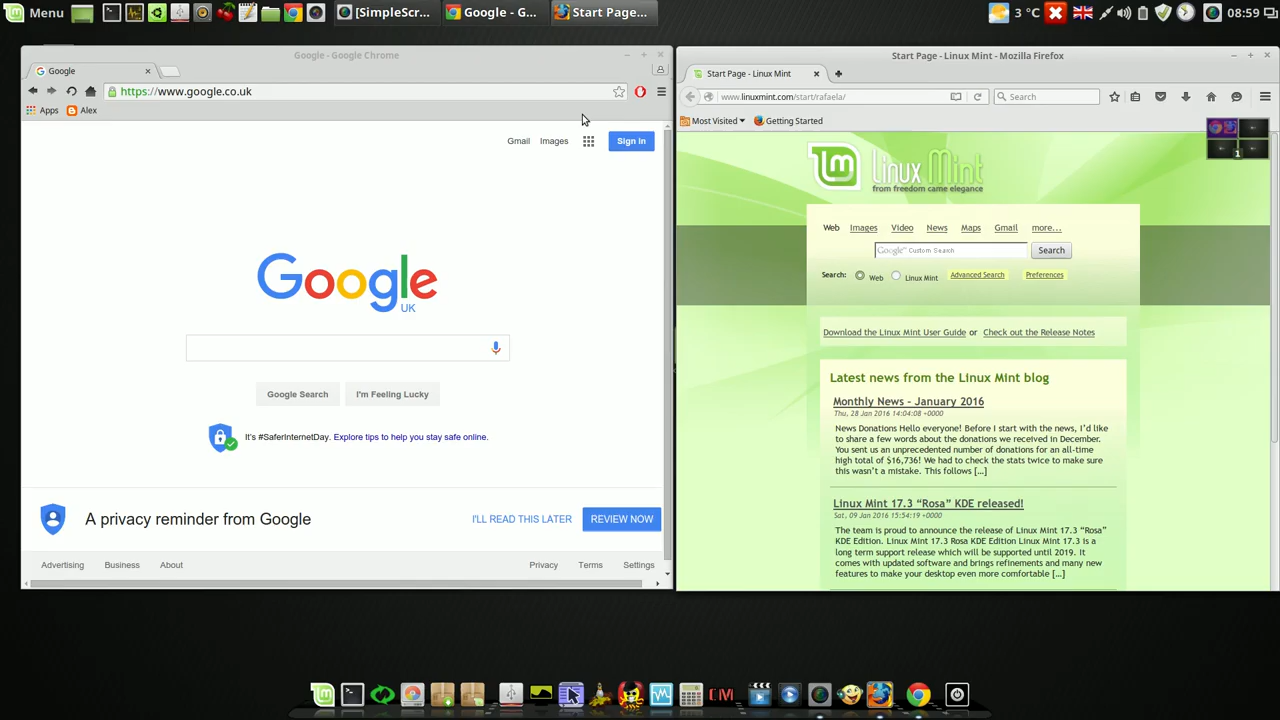 Menu
[SimpleScr...
Google - G...
Start Page...
3 °C
08:59
Google - Google Chrome
Google
https://www.google.co.uk
Apps
Alex
Gmail
Images
Sign in
Google
UK
Google Search
I'm Feeling Lucky
It's #SaferInternetDay. Explore tips to help you stay safe online.
A privacy reminder from Google
I'LL READ THIS LATER
REVIEW NOW
Advertising
Business
About
Privacy
Terms
Settings
Start Page - Linux Mint - Mozilla Firefox
Start Page - Linux Mint
www.linuxmint.com/start/rafaela/
Search
Most Visited
Getting Started
1
Linux Mint
from freedom came elegance
Web Images Video News Maps Gmail more...
Google™ Custom Search
Search
Search: Web Linux Mint Advanced Search Preferences
Download the Linux Mint User Guide or Check out the Release Notes
Latest news from the Linux Mint blog
Monthly News - January 2016
Thu, 28 Jan 2016 14:04:08 +0000
News Donations Hello everyone! Before I start with the news, I'd like
to share a few words about the donations we received in December.
You sent us an unprecedented number of donations for an all-time
high total of $16,736! We had to check the stats twice to make sure
this wasn't a mistake. This follows [...]
Linux Mint 17.3 “Rosa” KDE released!
Sat, 09 Jan 2016 15:54:19 +0000
The team is proud to announce the release of Linux Mint 17.3 “Rosa”
KDE Edition. Linux Mint 17.3 Rosa KDE Edition Linux Mint 17.3 is a
long term support release which will be supported until 2019. It
comes with updated software and brings refinements and many new
features to make your desktop even more comfortable [...]